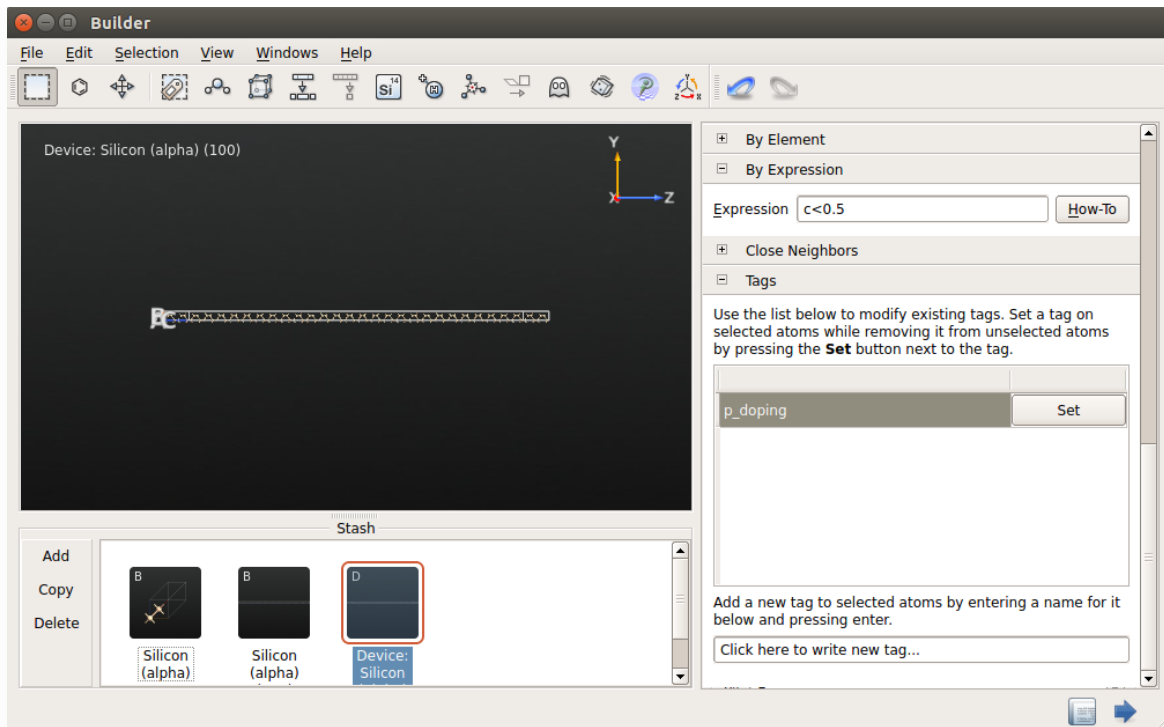 Builder
File Edit Selection View Windows Help
Si 14
H
?
Y
z x
Device: Silicon (alpha) (100)
Y
X Z
B C
By Element
By Expression
Expression c<0.5 How-To
Close Neighbors
Tags
Use the list below to modify existing tags. Set a tag on
selected atoms while removing it from unselected atoms
by pressing the Set button next to the tag.
p_doping Set
Add a new tag to selected atoms by entering a name for it
below and pressing enter.
Click here to write new tag...
Stash
Add
Copy
Delete
B
Silicon
(alpha)
B
Silicon
(alpha)
D
Device:
Silicon